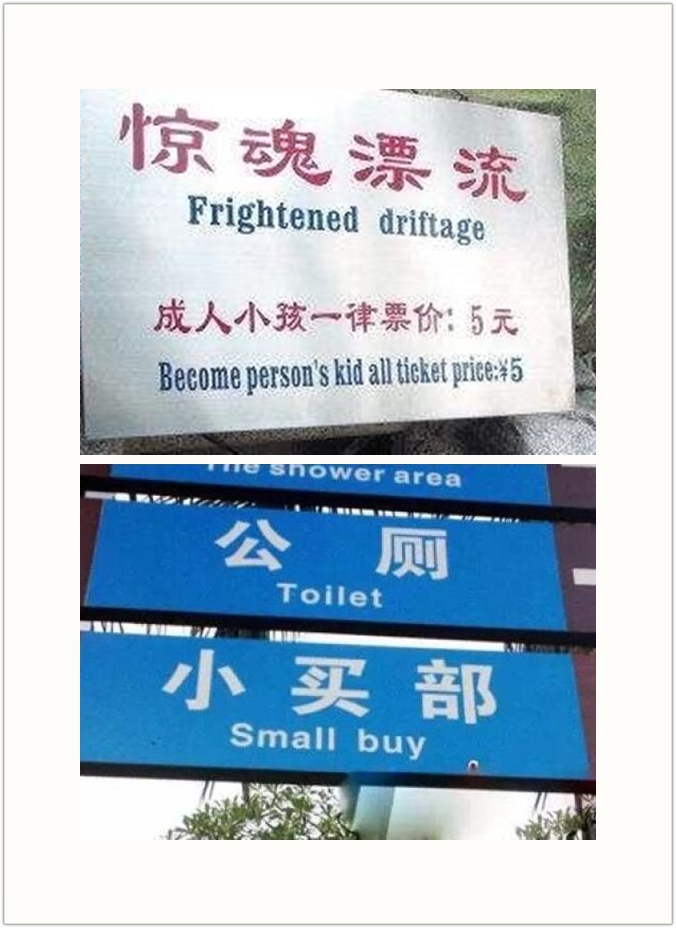 惊魂漂流
Frightened driftage
成人小孩一律票价：5元
Become person's kid all ticket price:¥5
The shower area
公厕
Toilet
小买部
Small buy